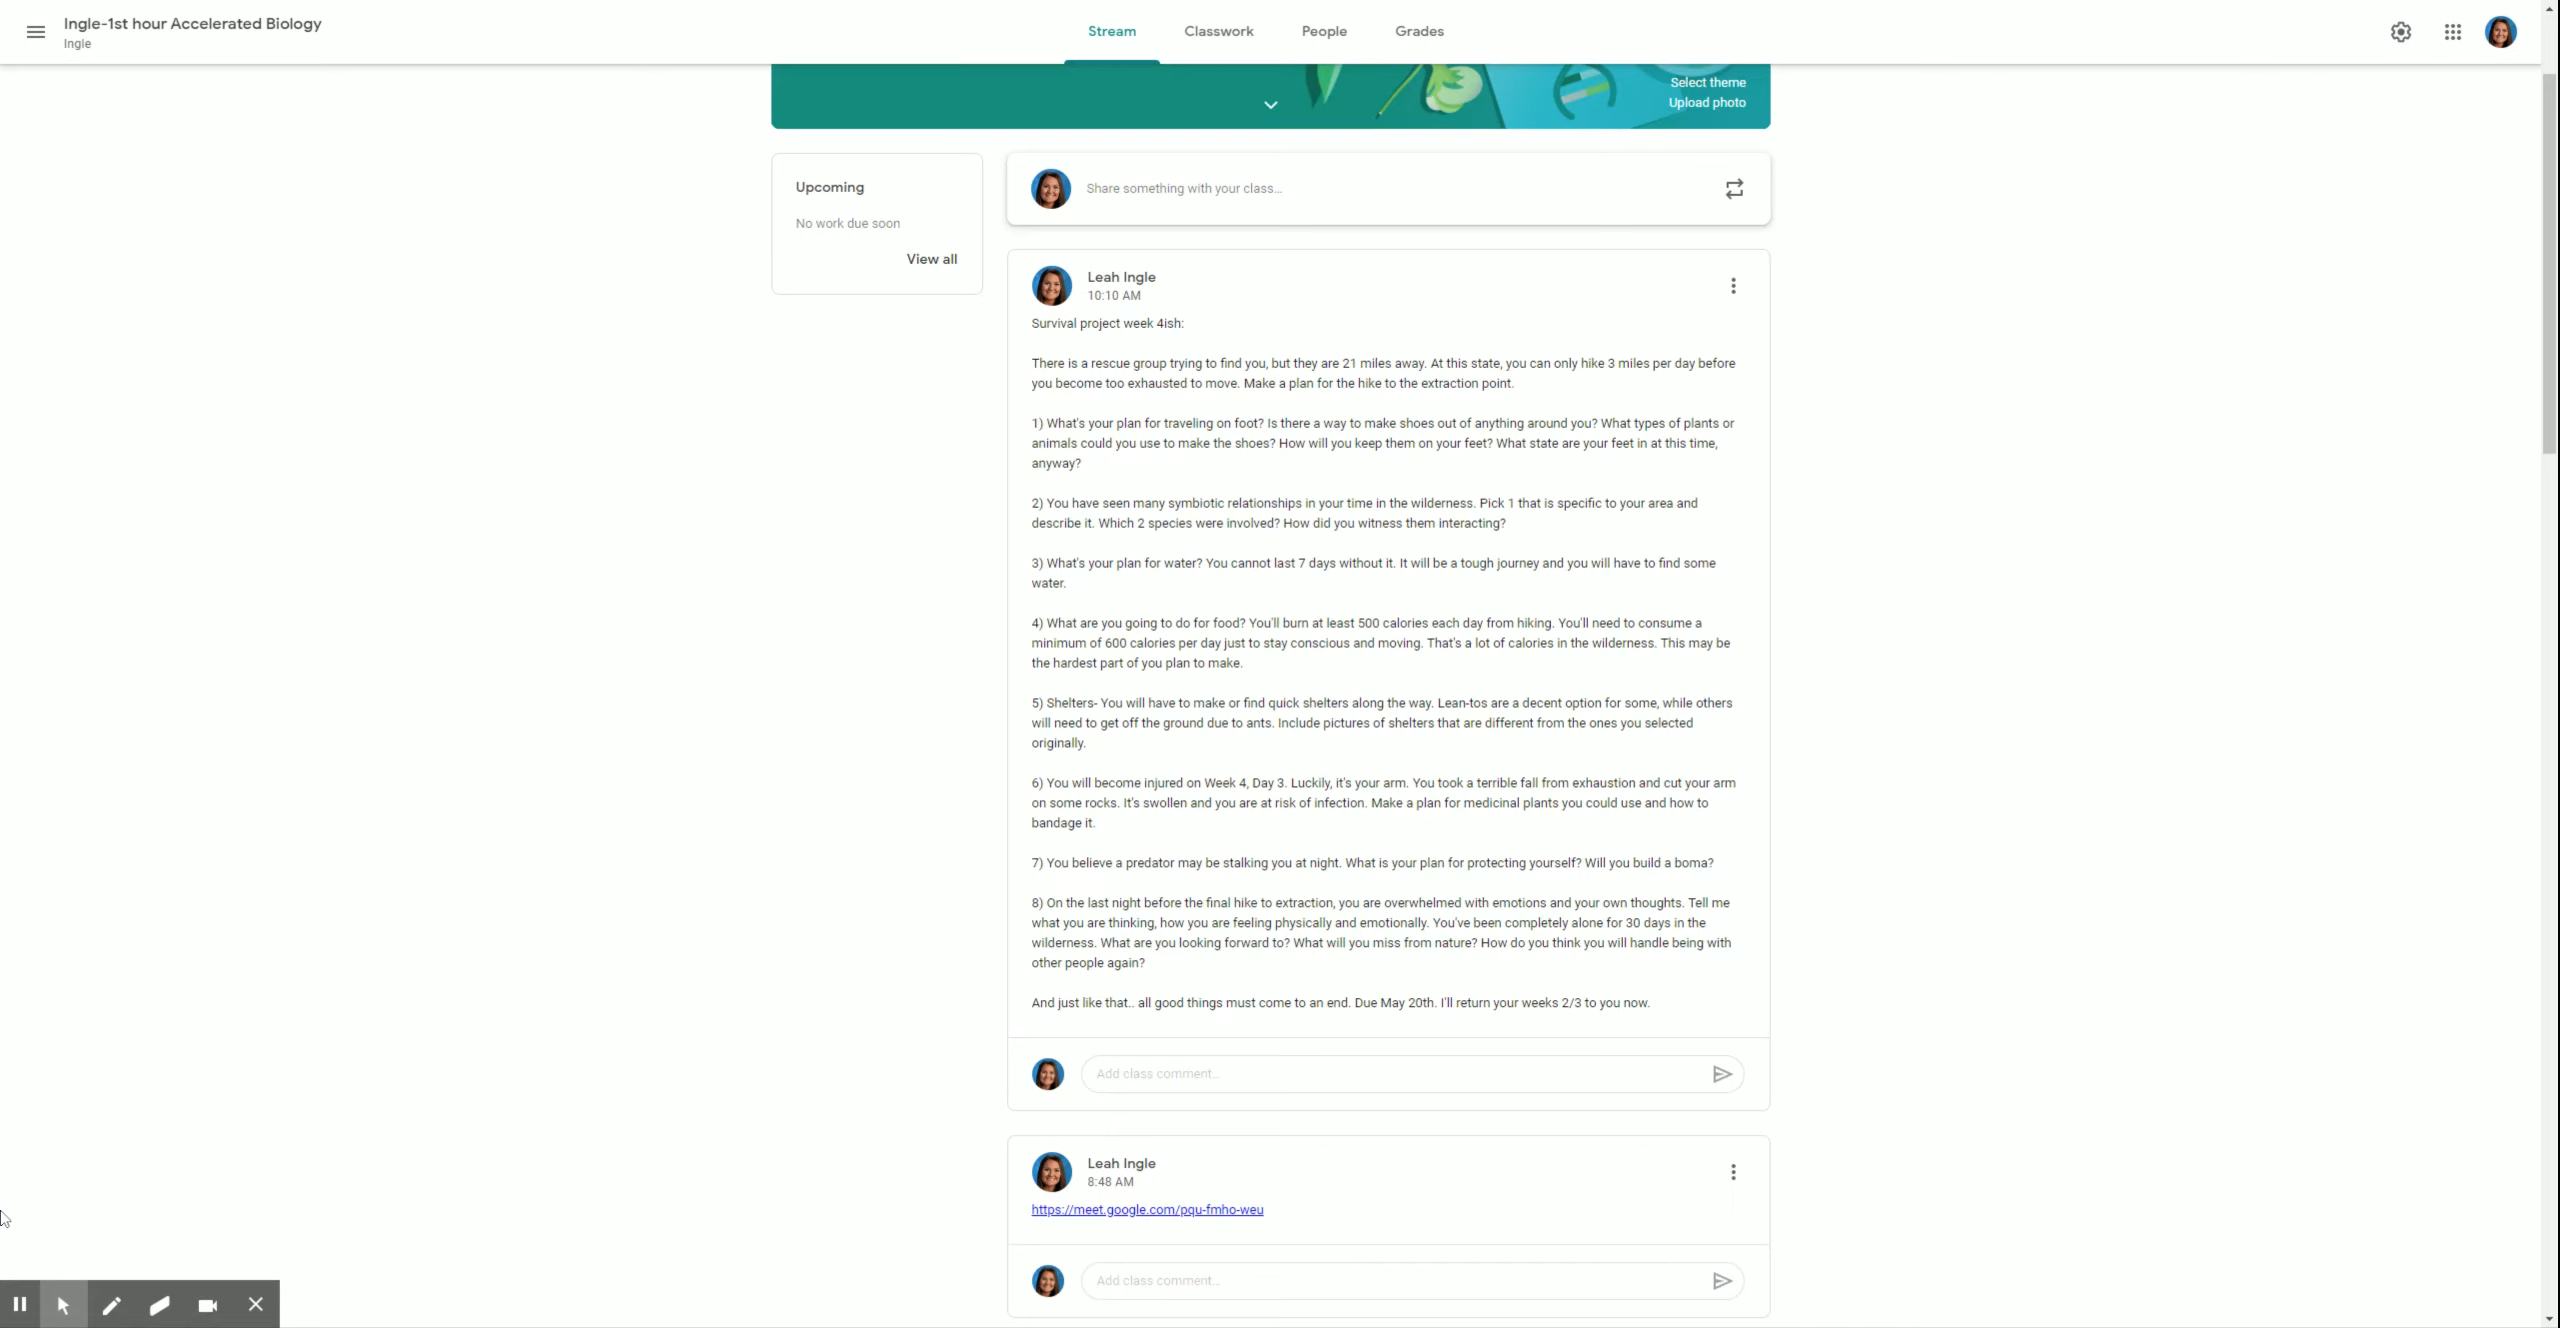 Ingle-1st hour Accelerated Biology
Ingle
Stream
Classwork
People
Grades
Select theme
Upload photo
Upcoming
No work due soon
View all
Share something with your class...
Leah Ingle
10:10 AM
Survival project week 4ish:
There is a rescue group trying to find you, but they are 21 miles away. At this state, you can only hike 3 miles per day before
you become too exhausted to move. Make a plan for the hike to the extraction point.
1) What's your plan for traveling on foot? Is there a way to make shoes out of anything around you? What types of plants or
animals could you use to make the shoes? How will you keep them on your feet? What state are your feet in at this time,
anyway?
2) You have seen many symbiotic relationships in your time in the wilderness. Pick 1 that is specific to your area and
describe it. Which 2 species were involved? How did you witness them interacting?
3) What's your plan for water? You cannot last 7 days without it. It will be a tough journey and you will have to find some
water.
4) What are you going to do for food? You'll burn at least 500 calories each day from hiking. You'll need to consume a
minimum of 600 calories per day just to stay conscious and moving. That's a lot of calories in the wilderness. This may be
the hardest part of you plan to make.
5) Shelters- You will have to make or find quick shelters along the way. Lean-tos are a decent option for some, while others
will need to get off the ground due to ants. Include pictures of shelters that are different from the ones you selected
originally.
6) You will become injured on Week 4, Day 3. Luckily, it's your arm. You took a terrible fall from exhaustion and cut your arm
on some rocks. It's swollen and you are at risk of infection. Make a plan for medicinal plants you could use and how to
bandage it.
7) You believe a predator may be stalking you at night. What is your plan for protecting yourself? Will you build a boma?
8) On the last night before the final hike to extraction, you are overwhelmed with emotions and your own thoughts. Tell me
what you are thinking, how you are feeling physically and emotionally. You've been completely alone for 30 days in the
wilderness. What are you looking forward to? What will you miss from nature? How do you think you will handle being with
other people again?
And just like that.. all good things must come to an end. Due May 20th. I'll return your weeks 2/3 to you now.
Add class comment...
Leah Ingle
8:48 AM
https://meet.google.com/pqu-fmho-weu
Add class comment...